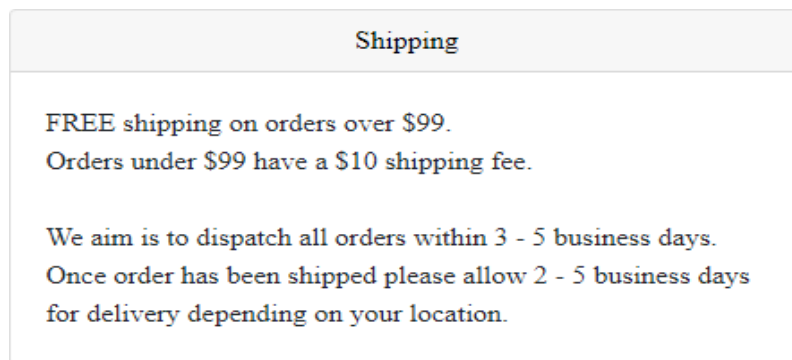 Shipping
FREE shipping on orders over $99.
Orders under $99 have a $10 shipping fee.
We aim is to dispatch all orders within 3 - 5 business days.
Once order has been shipped please allow 2 - 5 business days
for delivery depending on your location.